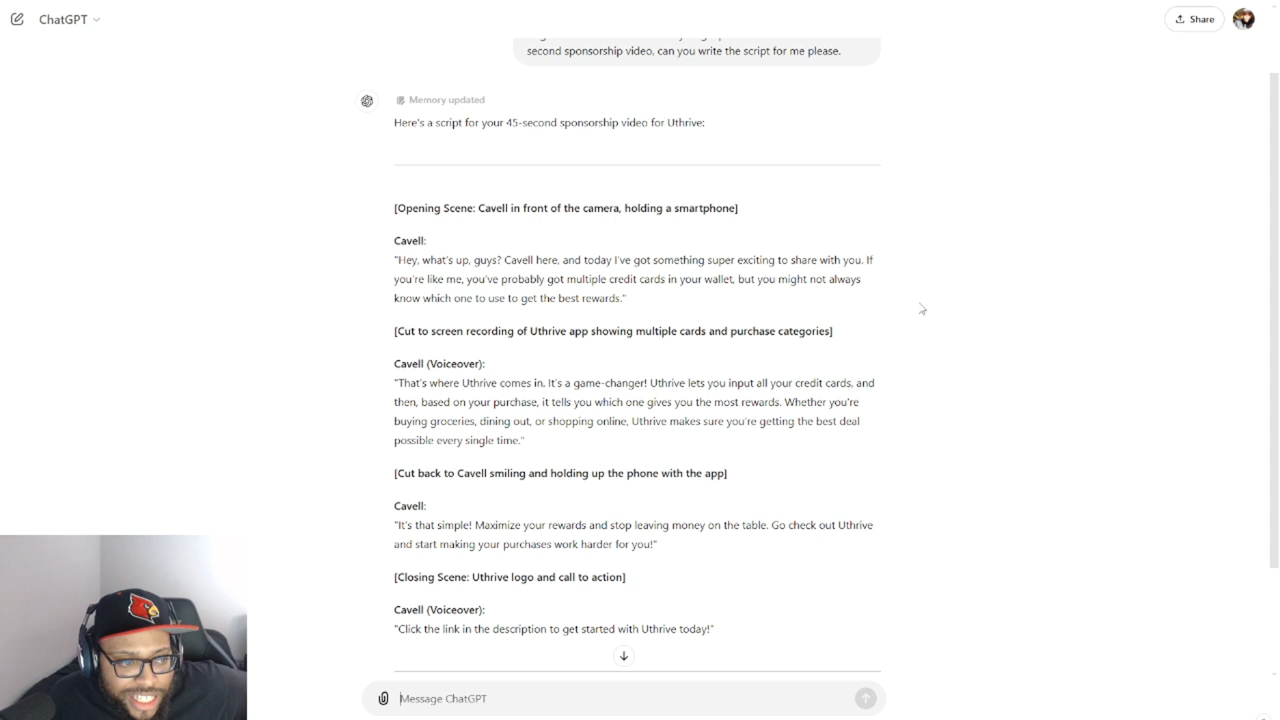 ChatGPT
Share
second sponsorship video, can you write the script for me please.
Memory updated
Here's a script for your 45-second sponsorship video for Uthrive:
[Opening Scene: Cavell in front of the camera, holding a smartphone]
Cavell:
"Hey, what's up, guys? Cavell here, and today I've got something super exciting to share with you. If
you're like me, you've probably got multiple credit cards in your wallet, but you might not always
know which one to use to get the best rewards."
[Cut to screen recording of Uthrive app showing multiple cards and purchase categories]
Cavell (Voiceover):
"That's where Uthrive comes in. It's a game-changer! Uthrive lets you input all your credit cards, and
then, based on your purchase, it tells you which one gives you the most rewards. Whether you're
buying groceries, dining out, or shopping online, Uthrive makes sure you're getting the best deal
possible every single time."
[Cut back to Cavell smiling and holding up the phone with the app]
Cavell:
"It's that simple! Maximize your rewards and stop leaving money on the table. Go check out Uthrive
and start making your purchases work harder for you!"
[Closing Scene: Uthrive logo and call to action]
Cavell (Voiceover):
"Click the link in the description to get started with Uthrive today!"
Message ChatGPT